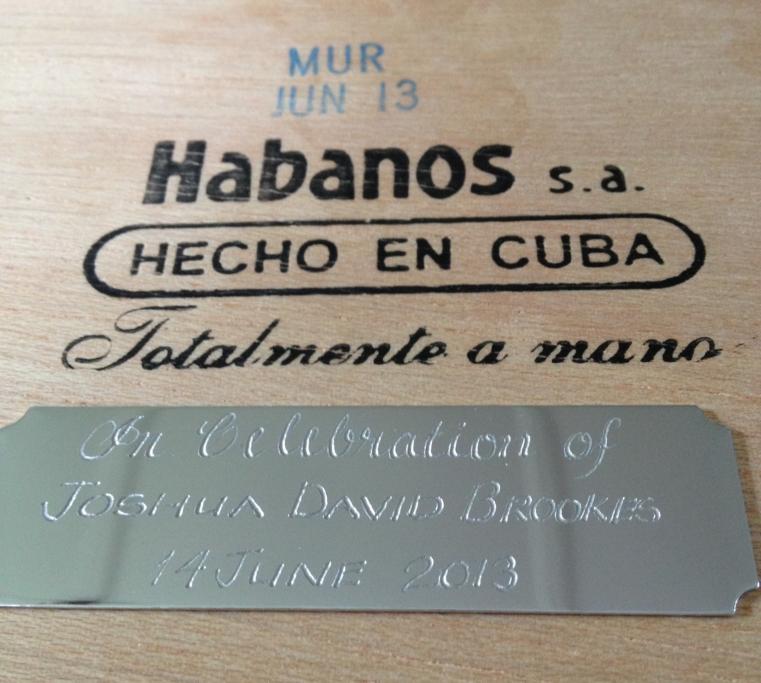 MUR
JUN 13
Habanos s.a.
HECHO EN CUBA
Totalmente a mano
In Celebration of
JOSHUA DAVID BROOKES
14 JUNE 2013